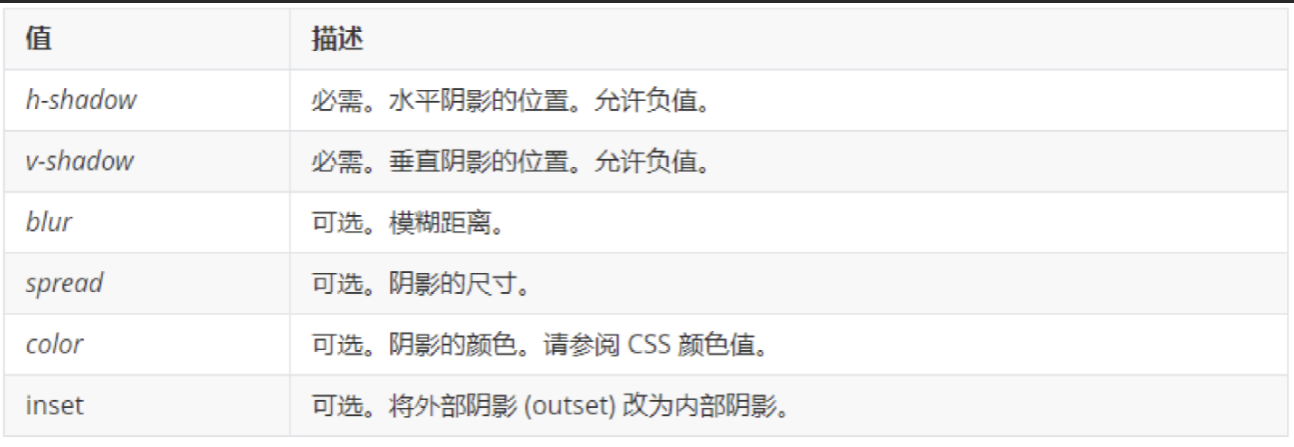 值 描述
h-shadow 必需。水平阴影的位置。允许负值。
v-shadow 必需。垂直阴影的位置。允许负值。
blur 可选。模糊距离。
spread 可选。阴影的尺寸。
color 可选。阴影的颜色。请参阅 CSS 颜色值。
inset 可选。将外部阴影 (outset) 改为内部阴影。